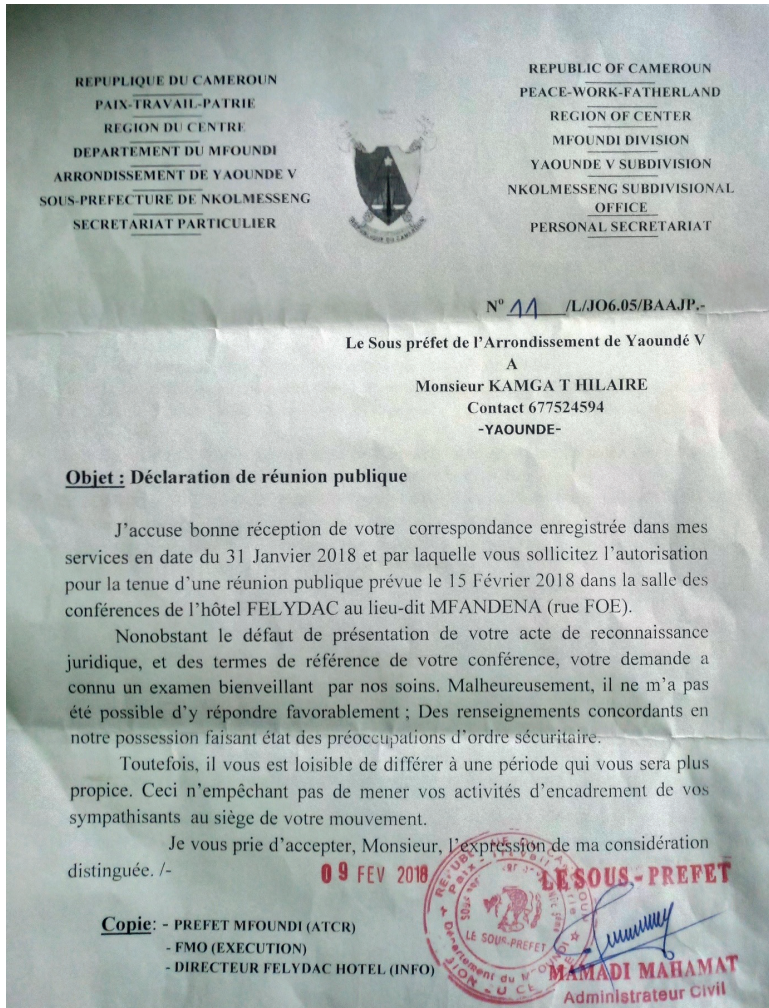 REPUPLIQUE DU CAMEROUN
PAIX-TRAVAIL-PATRIE
REGION DU CENTRE
DEPARTEMENT DU MFOUNDI
ARRONDISSEMENT DE YAOUNDE V
SOUS-PREFECTURE DE NKOLMESSENG
SECRETARIAT PARTICULIER
REPUBLIC OF CAMEROUN
PEACE-WORK-FATHERLAND
REGION OF CENTER
MFOUNDI DIVISION
YAOUNDE V SUBDIVISION
NKOLMESSENG SUBDIVISIONAL
OFFICE
PERSONAL SECRETARIAT
N° 11 /L/JO6.05/BAAJP.-
Le Sous préfet de l'Arrondissement de Yaoundé V
A
Monsieur KAMGA T HILAIRE
Contact 677524594
-YAOUNDE-
Objet : Déclaration de réunion publique
J'accuse bonne réception de votre correspondance enregistrée dans mes
services en date du 31 Janvier 2018 et par laquelle vous sollicitez l'autorisation
pour la tenue d'une réunion publique prévue le 15 Février 2018 dans la salle des
conférences de l'hôtel FELYDAC au lieu-dit MFANDENA (rue FOE).
Nonobstant le défaut de présentation de votre acte de reconnaissance
juridique, et des termes de référence de votre conférence, votre demande a
connu un examen bienveillant par nos soins. Malheureusement, il ne m'a pas
été possible d'y répondre favorablement ; Des renseignements concordants en
notre possession faisant état des préoccupations d'ordre sécuritaire.
Toutefois, il vous est loisible de différer à une période qui vous sera plus
propice. Ceci n'empêchant pas de mener vos activités d'encadrement de vos
sympathisants au siège de votre mouvement.
Je vous prie d'accepter, Monsieur, l'expression de ma considération
distinguée. /-
09 FEV 2018
LE SOUS-PREFET
Paix - Travail - Patrie
LE SOUS-PREFET
Département du MFOUNDI
MAMADI MAHAMAT
Administrateur Civil
Copie: - PREFET MFOUNDI (ATCR)
- FMO (EXECUTION)
- DIRECTEUR FELYDAC HOTEL (INFO)